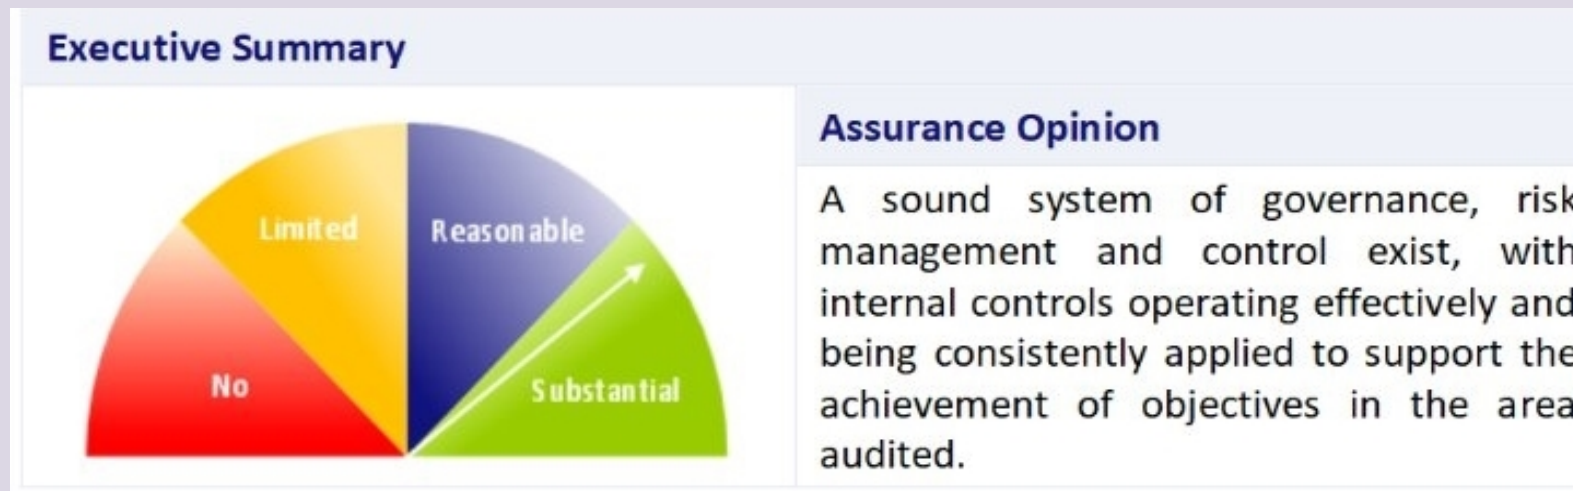 Executive Summary
Limited
Reasonable
No
Substantial
Assurance Opinion
A sound system of governance, risk
management and control exist, with
internal controls operating effectively and
being consistently applied to support the
achievement of objectives in the area
audited.